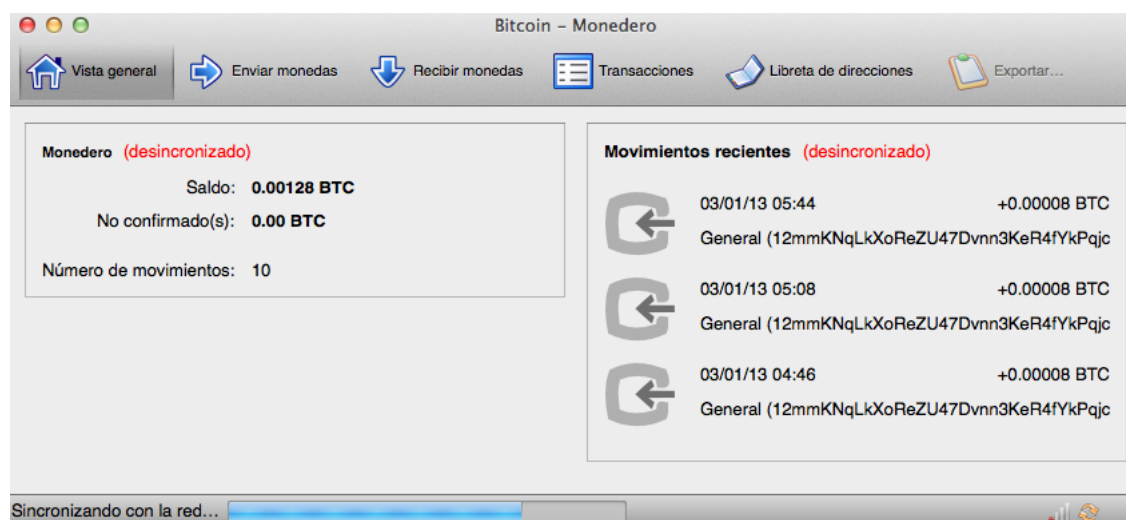 Bitcoin – Monedero
Vista general Enviar monedas Recibir monedas Transacciones Libreta de direcciones Exportar...
Monedero (desincronizado)
Saldo: 0.00128 BTC
No confirmado(s): 0.00 BTC
Número de movimientos: 10
Movimientos recientes (desincronizado)
03/01/13 05:44 +0.00008 BTC
General (12mmKNqLkXoReZU47Dvnn3KeR4fYkPqjc
03/01/13 05:08 +0.00008 BTC
General (12mmKNqLkXoReZU47Dvnn3KeR4fYkPqjc
03/01/13 04:46 +0.00008 BTC
General (12mmKNqLkXoReZU47Dvnn3KeR4fYkPqjc
Sincronizando con la red...